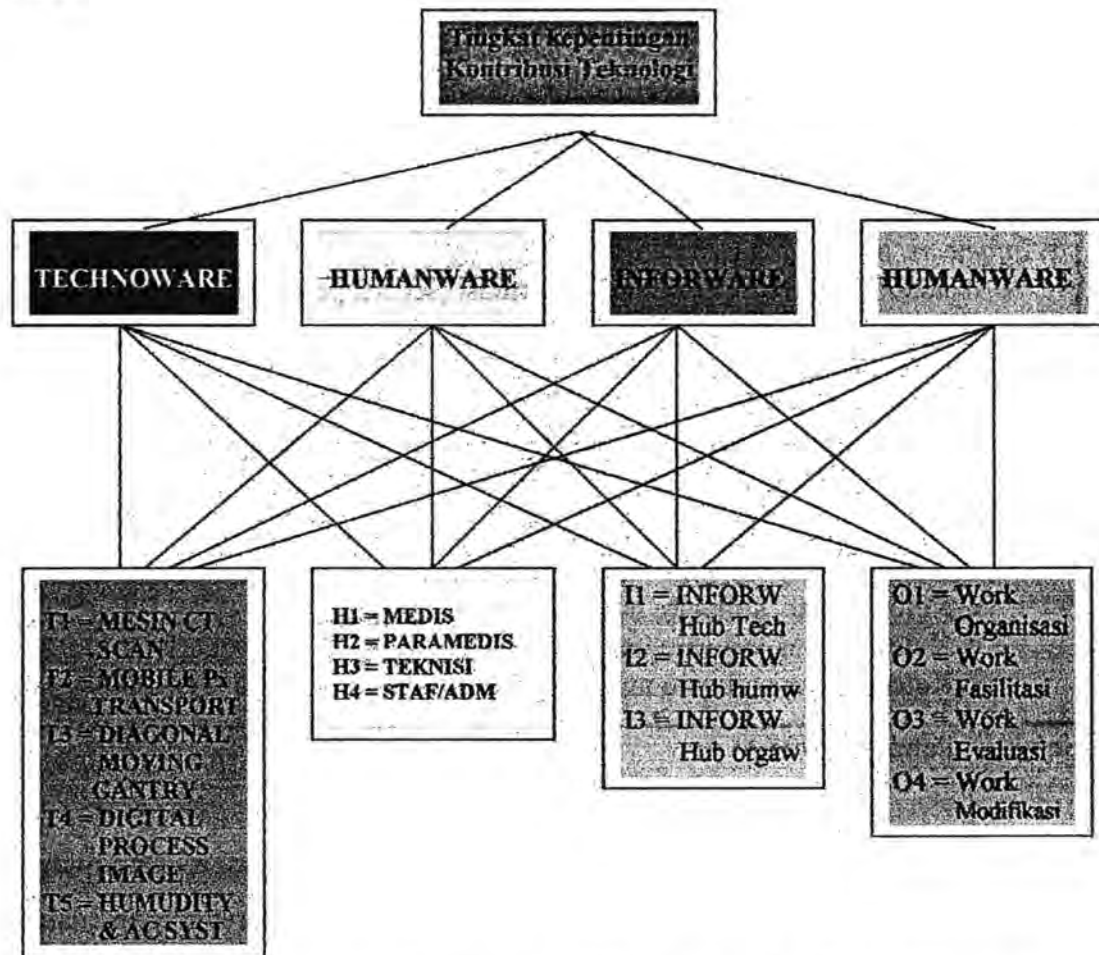 Tingkat kepentingan
Kontribusi Teknologi
TECHNOWARE
HUMANWARE
INFORWARE
HUMANWARE
T1 = MESIN CT
SCAN
T2 = MOBILE PS
TRANSPORT
T3 = DIAGONAL
MOVING
GANTRY
T4 = DIGITAL
PROCESS
IMAGE
T5 = HUMUDITY
& AC SYST
H1 = MEDIS
H2 = PARAMEDIS
H3 = TEKNISI
H4 = STAF/ADM
I1 = INFORW
Hub Tech
I2 = INFORW
Hub humw
I3 = INFORW
Hub orgaw
O1 = Work
Organisasi
O2 = Work
Fasilitasi
O3 = Work
Evaluasi
O4 = Work
Modifikasi